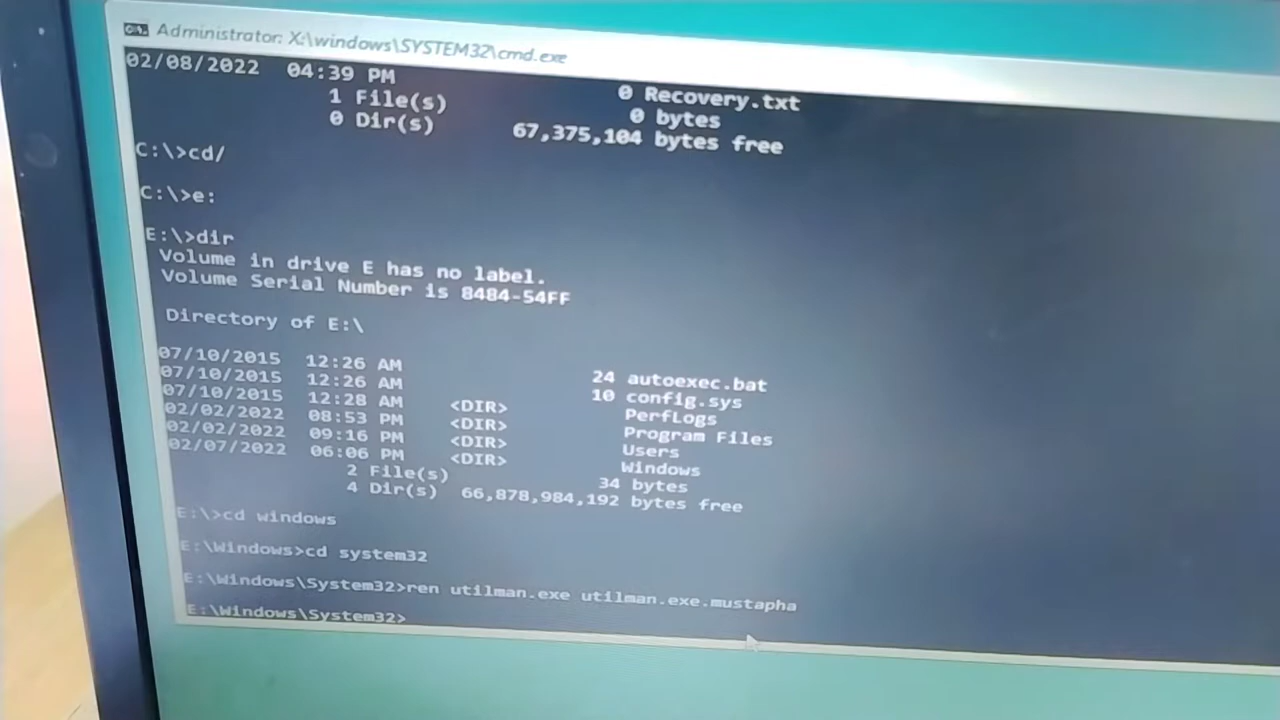 Administrator: X:\windows\SYSTEM32\cmd.exe
02/08/2022 04:39 PM 0 Recovery.txt
1 File(s) 0 bytes
0 Dir(s) 67,375,104 bytes free
C:\>cd/
C:\>e:
E:\>dir
Volume in drive E has no label.
Volume Serial Number is 8484-54FF
Directory of E:\
07/10/2015 12:26 AM 24 autoexec.bat
07/10/2015 12:26 AM 10 config.sys
07/10/2015 12:28 AM <DIR> PerfLogs
02/02/2022 08:53 PM <DIR> Program Files
02/02/2022 09:16 PM <DIR> Users
02/07/2022 06:06 PM <DIR> Windows
2 File(s) 34 bytes
4 Dir(s) 66,878,984,192 bytes free
E:\>cd windows
E:\Windows>cd system32
E:\Windows\System32>ren utilman.exe utilman.exe.mustapha
E:\Windows\System32>